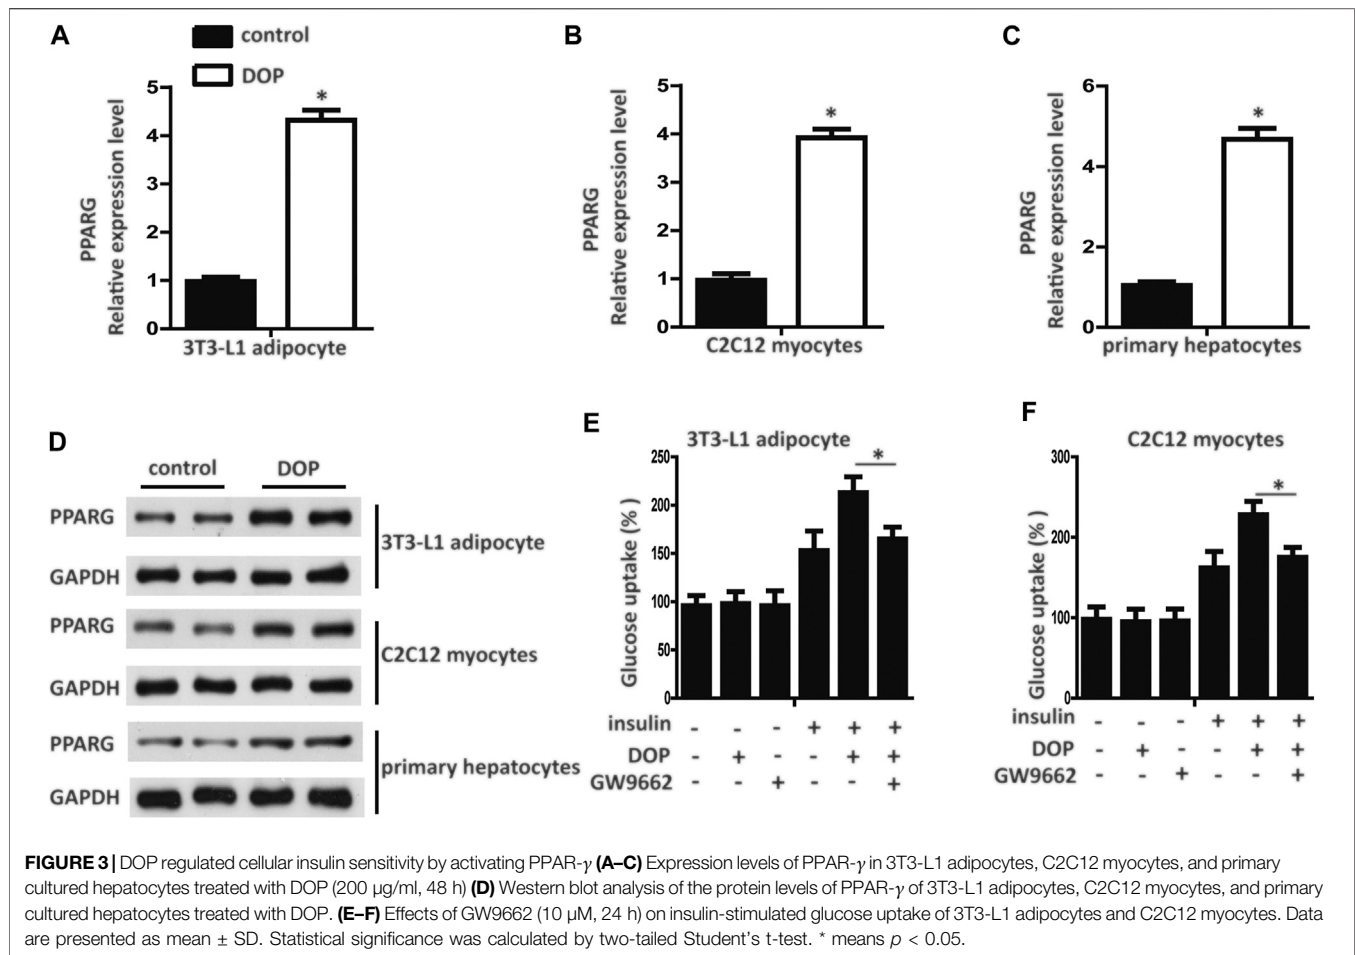 A
control
DOP
PPARG
Relative expression level
5
4
3
2
1
0
*
3T3-L1 adipocyte
B
PPARG
Relative expression level
5
4
3
2
1
0
*
C2C12 myocytes
C
PPARG
Relative expression level
6
4
2
0
*
primary hepatocytes
D
control DOP
PPARG
GAPDH
3T3-L1 adipocyte
PPARG
GAPDH
C2C12 myocytes
PPARG
GAPDH
primary hepatocytes
E
3T3-L1 adipocyte
Glucose uptake (% )
250
200
150
100
50
0
*
insulin - - - + + +
DOP - + - - + +
GW9662 - - + - - +
F
C2C12 myocytes
Glucose uptake (% )
300
200
100
0
*
insulin - - - + + +
DOP - + - - + +
GW9662 - - + - - +
FIGURE 3 | DOP regulated cellular insulin sensitivity by activating PPAR-γ (A–C) Expression levels of PPAR-γ in 3T3-L1 adipocytes, C2C12 myocytes, and primary
cultured hepatocytes treated with DOP (200 μg/ml, 48 h) (D) Western blot analysis of the protein levels of PPAR-γ of 3T3-L1 adipocytes, C2C12 myocytes, and primary
cultured hepatocytes treated with DOP. (E–F) Effects of GW9662 (10 μM, 24 h) on insulin-stimulated glucose uptake of 3T3-L1 adipocytes and C2C12 myocytes. Data
are presented as mean ± SD. Statistical significance was calculated by two-tailed Student's t-test. * means p < 0.05.